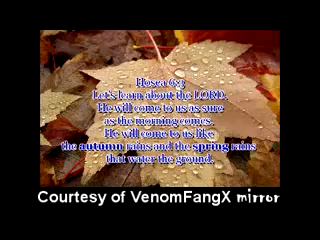 Hosea 6:3
Let's learn about the LORD.
He will come to us as sure
as the morning comes.
He will come to us like
the autumn rains and the spring rains
that water the ground.
Courtesy of VenomFangX mirror